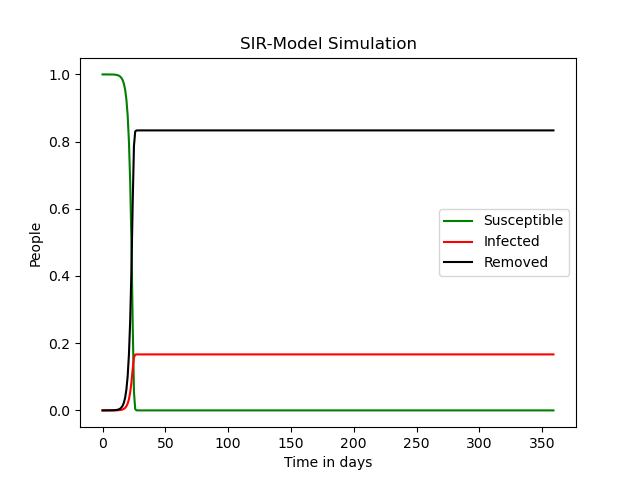 SIR-Model Simulation
1.0
0.8
0.6
0.4
0.2
0.0
People
Susceptible
Infected
Removed
0 50 100 150 200 250 300 350
Time in days